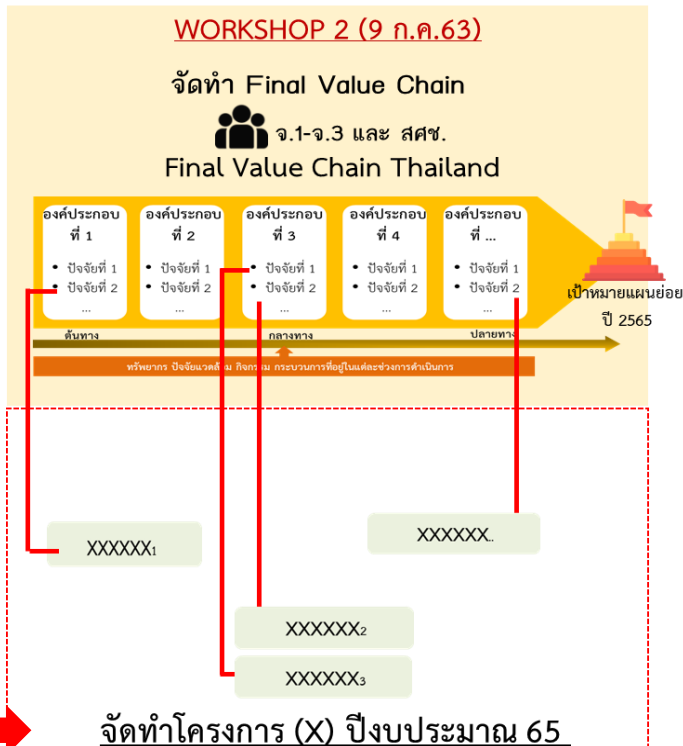 WORKSHOP 2 (9 ก.ค.63)
จัดทำ Final Value Chain
จ.1-จ.3 และ สศช.
Final Value Chain Thailand
องค์ประกอบ
ที่ 1
• ปัจจัยที่ 1
• ปัจจัยที่ 2
...
องค์ประกอบ
ที่ 2
• ปัจจัยที่ 1
• ปัจจัยที่ 2
...
องค์ประกอบ
ที่ 3
• ปัจจัยที่ 1
• ปัจจัยที่ 2
...
องค์ประกอบ
ที่ 4
• ปัจจัยที่ 1
• ปัจจัยที่ 2
...
องค์ประกอบ
ที่ ...
• ปัจจัยที่ 1
• ปัจจัยที่ 2
...
เป้าหมายแผนย่อย
ปี 2565
ต้นทาง
กลางทาง
ปลายทาง
ทรัพยากร ปัจจัยแวดล้อม กิจกรรม กระบวนการที่อยู่ในแต่ละช่วงการดำเนินการ
XXXXXX1
XXXXXX..
XXXXXX2
XXXXXX3
จัดทำโครงการ (X) ปีงบประมาณ 65